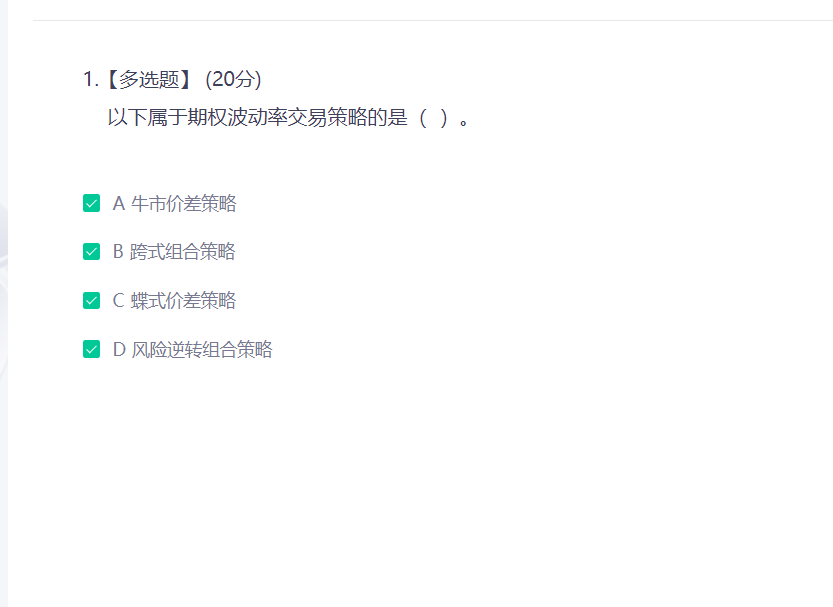 1.【多选题】 (20分)
以下属于期权波动率交易策略的是（ ）。
A 牛市价差策略
B 跨式组合策略
C 蝶式价差策略
D 风险逆转组合策略